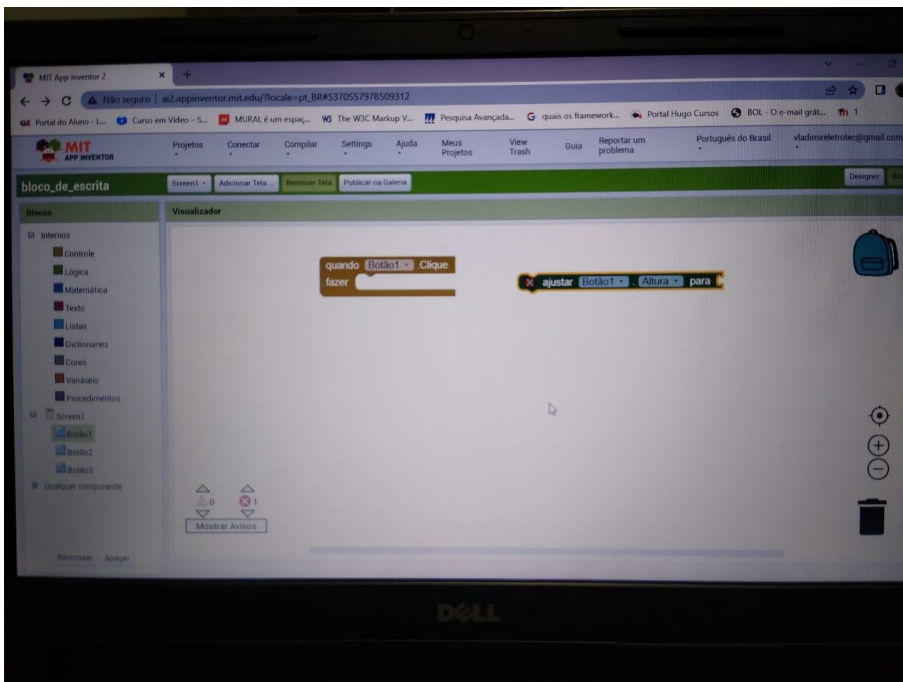 MIT App Inventor 2
Não seguro | ai2.appinventor.mit.edu/?locale=pt_BR#5370557978509312
Portal do Aluno - L... Curso em Vídeo – S... MURAL é um espaç... The W3C Markup V... Pesquisa Avançada... quais os framework... Portal Hugo Cursos BOL - O e-mail grát... 1
MIT APP INVENTOR
Projetos Conectar Compilar Settings Ajuda Meus Projetos View Trash Guia Reportar um problema Português do Brasil vladimireletrotec@gmail.com
bloco_de_escrita Screen1 Adicionar Tela ... Remover Tela Publicar na Galeria Designer
Blocos Visualizador
Internos
Controle
Lógica
Matemática
Texto
Listas
Dictionaries
Cores
Variáveis
Procedimentos
Screen1
Botão1
Botão2
Botão3
Qualquer componente
Renomear Apagar
quando Botão1 .Clique
fazer
ajustar Botão1 . Altura para
0 1
Mostrar Avisos
DELL